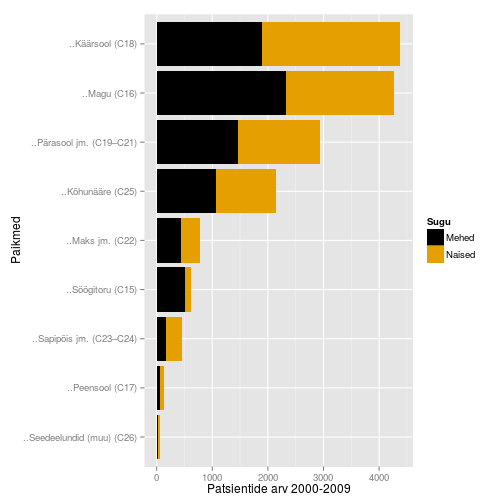 ..Käärsool (C18)
..Magu (C16)
..Pärasool jm. (C19–C21)
..Kõhunääre (C25)
..Maks jm. (C22)
..Söögitoru (C15)
..Sapipõis jm. (C23–C24)
..Peensool (C17)
..Seedeelundid (muu) (C26)
Paikmed
0 1000 2000 3000 4000
Patsientide arv 2000-2009
Sugu
Mehed
Naised